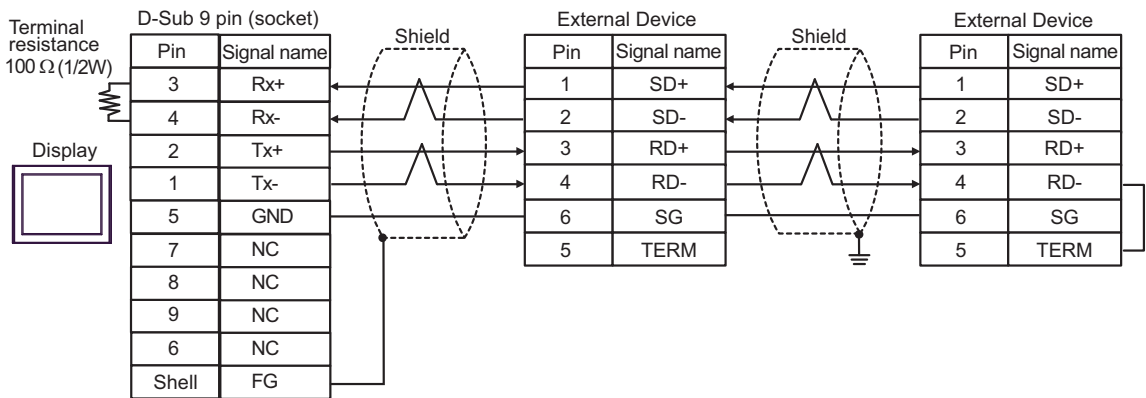 Terminal
resistance
100 Ω (1/2W)
Display
D-Sub 9 pin (socket)
Pin Signal name
3 Rx+
4 Rx-
2 Tx+
1 Tx-
5 GND
7 NC
8 NC
9 NC
6 NC
Shell FG
Shield
External Device
Pin Signal name
1 SD+
2 SD-
3 RD+
4 RD-
6 SG
5 TERM
Shield
External Device
Pin Signal name
1 SD+
2 SD-
3 RD+
4 RD-
6 SG
5 TERM